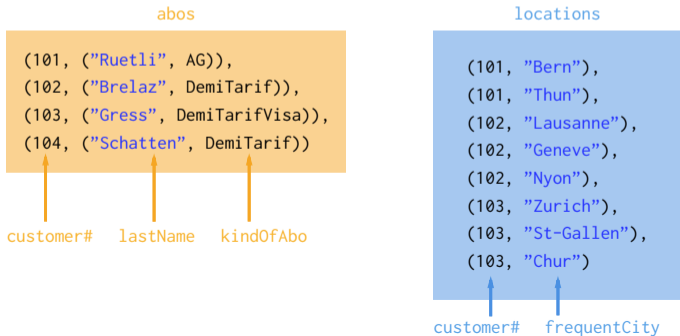 abos
(101, (”Ruetli”, AG)),
(102, (”Brelaz”, DemiTarif)),
(103, (”Gress”, DemiTarifVisa)),
(104, (”Schatten”, DemiTarif))
customer# lastName kindOfAbo
locations
(101, ”Bern”),
(101, ”Thun”),
(102, ”Lausanne”),
(102, ”Geneve”),
(102, ”Nyon”),
(103, ”Zurich”),
(103, ”St-Gallen”),
(103, ”Chur”)
customer# frequentCity